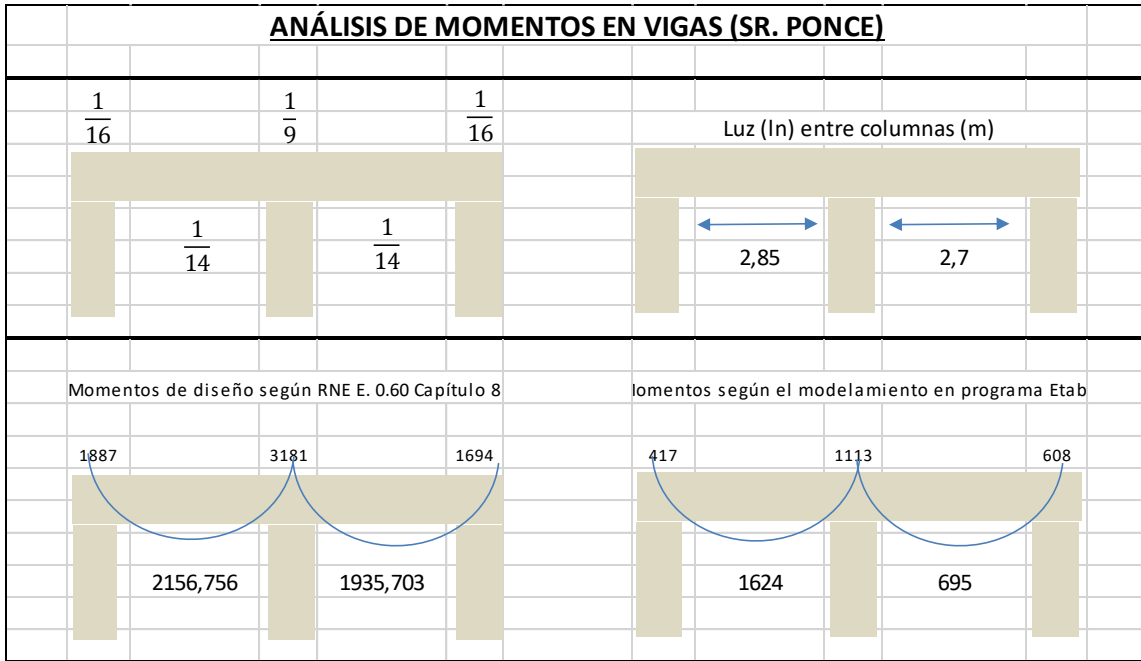 ANÁLISIS DE MOMENTOS EN VIGAS (SR. PONCE)
1/16 1/9 1/16
1/14 1/14
Luz (ln) entre columnas (m)
2,85 2,7
Momentos de diseño según RNE E. 0.60 Capítulo 8
1887 3181 1694
2156,756 1935,703
lomentos según el modelamiento en programa Etab
417 1113 608
1624 695